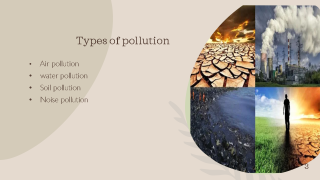 Types of pollution
• Air pollution
• water pollution
• Soil pollution
• Noise pollution